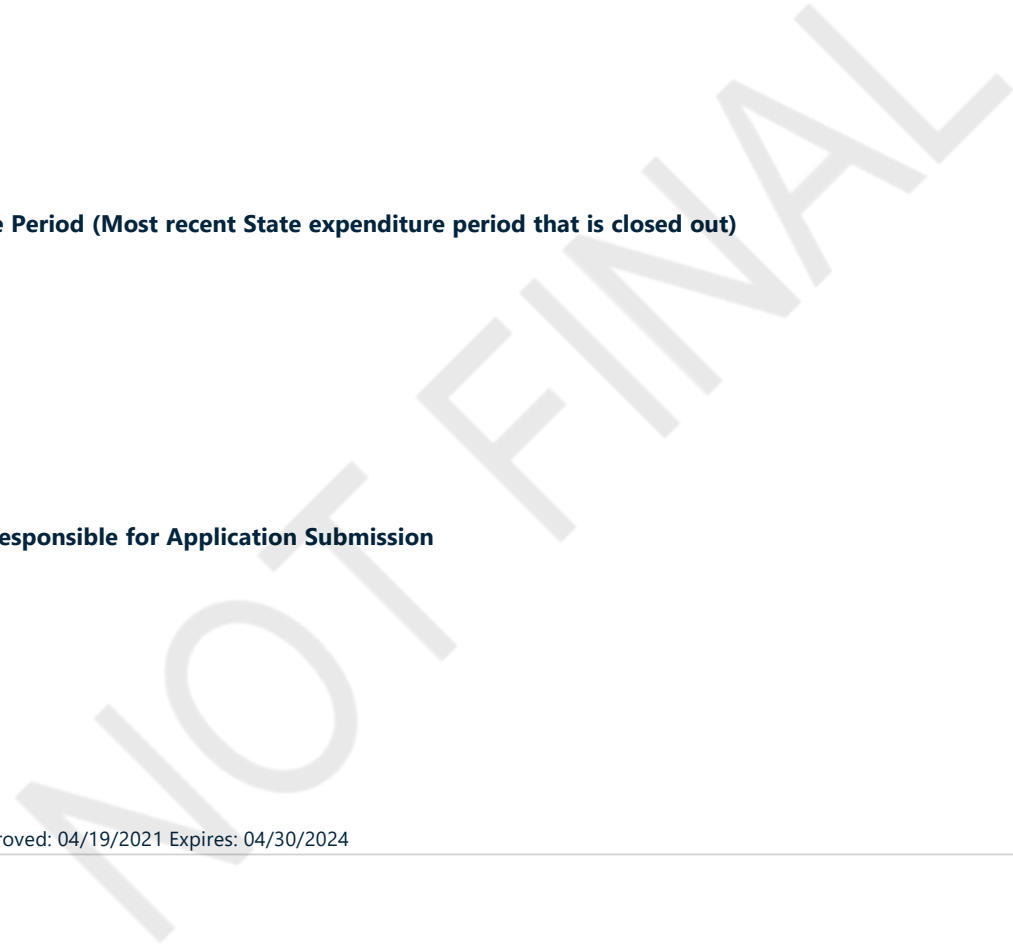 e Period (Most recent State expenditure period that is closed out)
esponsible for Application Submission
roved: 04/19/2021 Expires: 04/30/2024
NOT FINAL